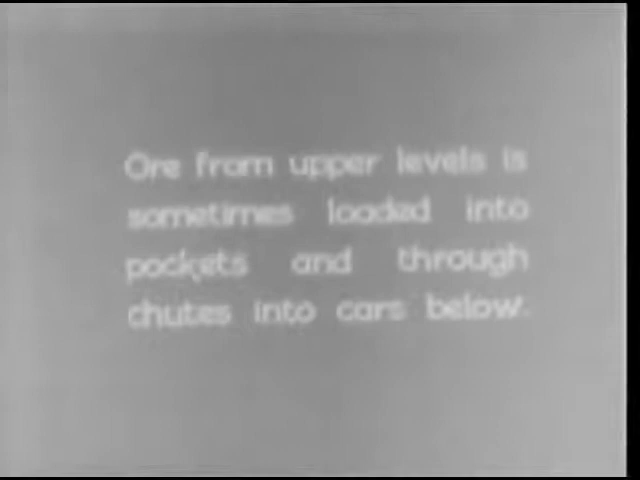 Ore from upper levels is
sometimes loaded into
pockets and through
chutes into cars below.